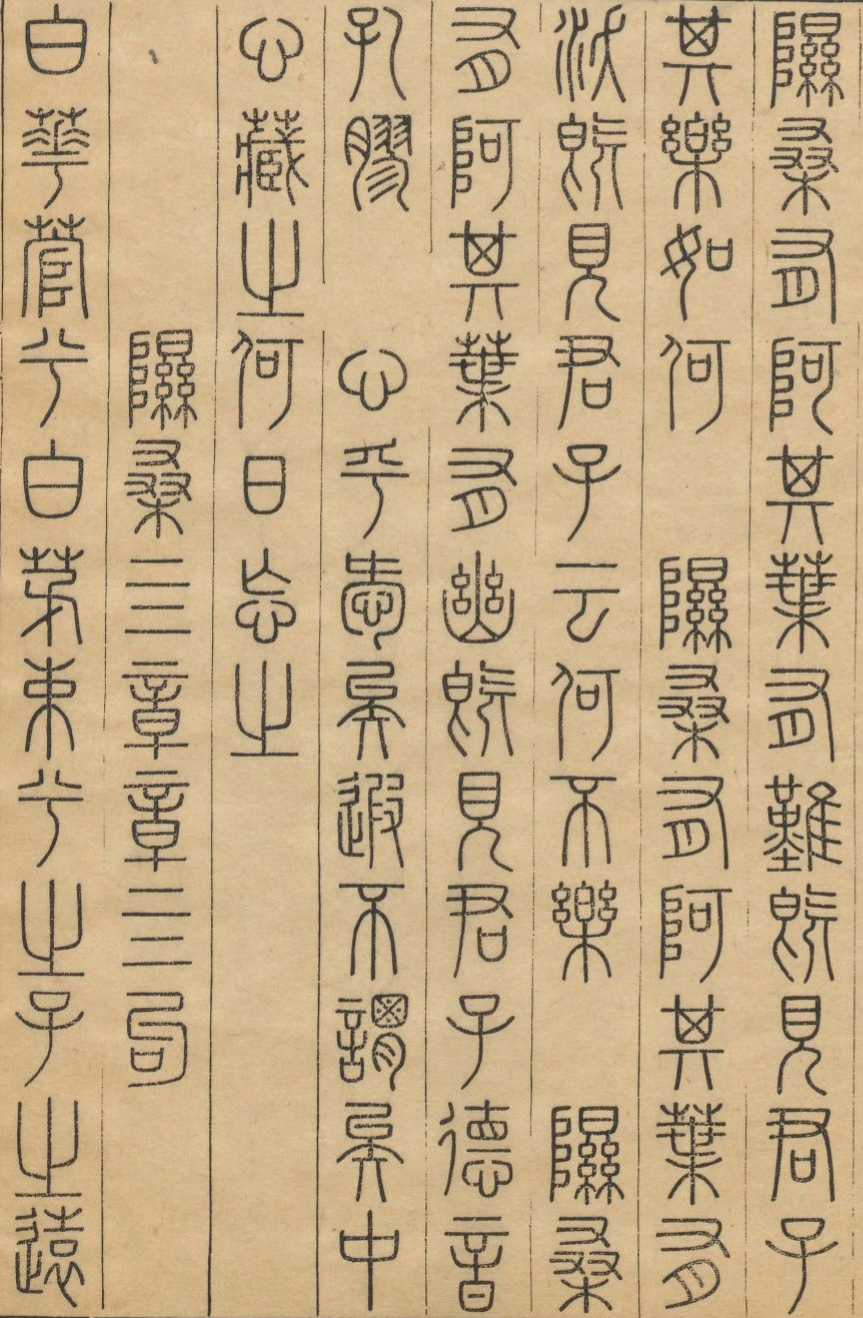 隰桑有阿其葉有難既見君子
其樂如何　隰桑有阿其葉有
沃既見君子云何不樂　隰桑
有阿其葉有幽既見君子德音
孔膠　心乎愛矣遐不謂矣中
心藏之何日忘之
隰桑四章章四句
白華菅兮白茅束兮之子之遠